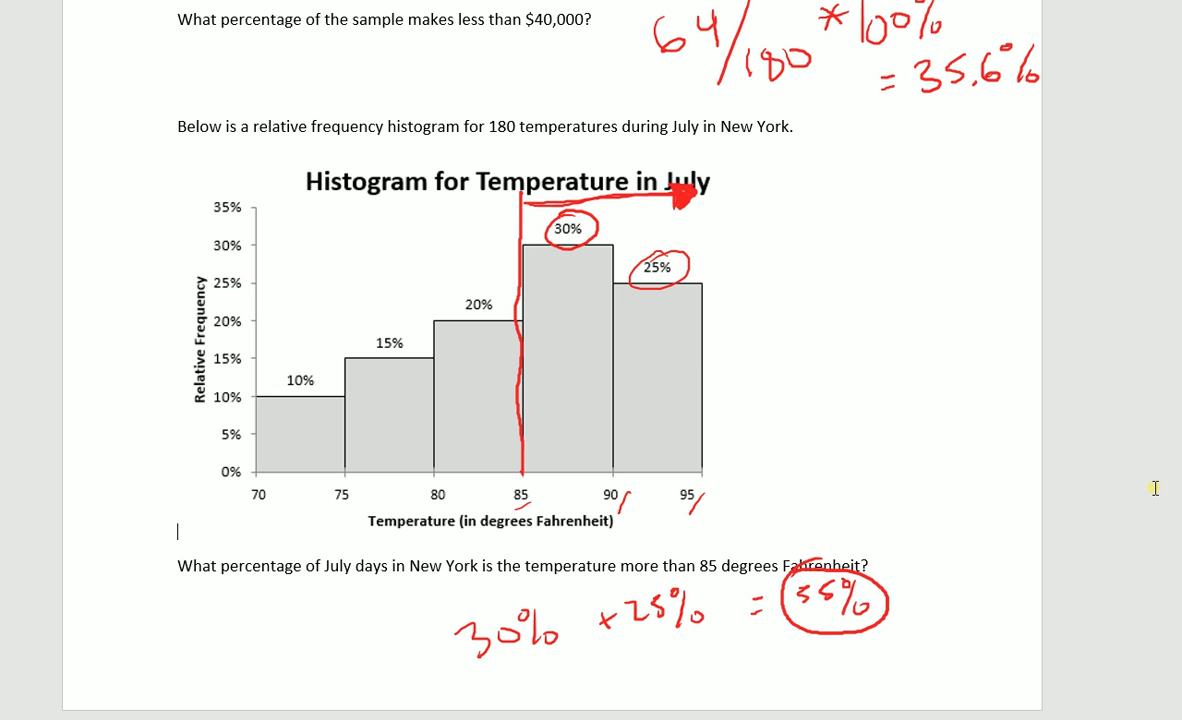 What percentage of the sample makes less than $40,000?
64/180 * 100%
= 35.6%
Below is a relative frequency histogram for 180 temperatures during July in New York.
Histogram for Temperature in July
35%
30%
25%
20%
15%
10%
5%
0%
Relative Frequency
10%
15%
20%
30%
25%
70 75 80 85 90 95
Temperature (in degrees Fahrenheit)
What percentage of July days in New York is the temperature more than 85 degrees Fahrenheit?
30% + 25% = 55%